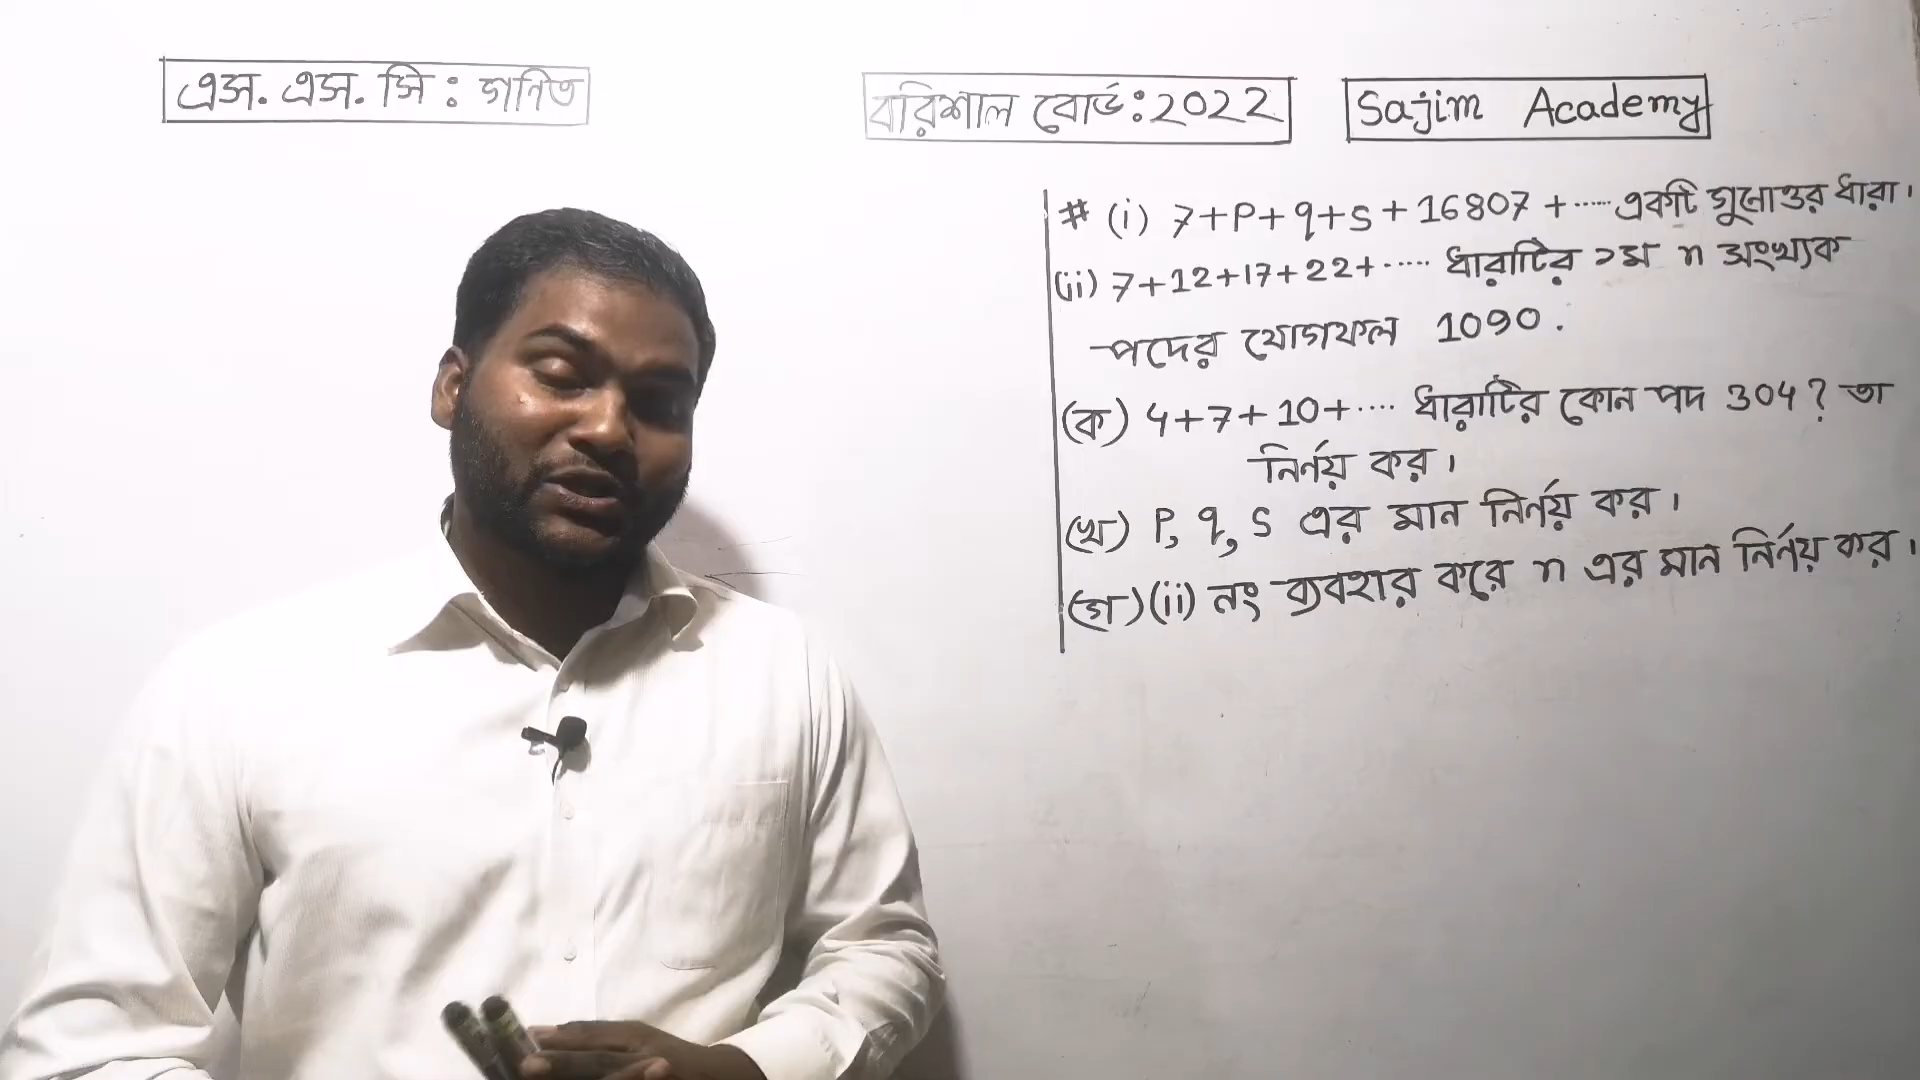 এস. এস. সি : গনিত
বরিশাল বোর্ড: ২০২২
Sajim Academy
# (i) 7+P+q+S+16807+...... একটি গুনোত্তর ধারা।
(ii) 7+12+17+22+..... ধারাটির ১ম n সংখ্যক
পদের যোগফল 1090.
(ক) 4+7+10+.... ধারাটির কোন পদ 304? তা
নির্ণয় কর।
(খ) P, q, S এর মান নির্ণয় কর।
(গ) (ii) নং ব্যবহার করে n এর মান নির্ণয় কর।